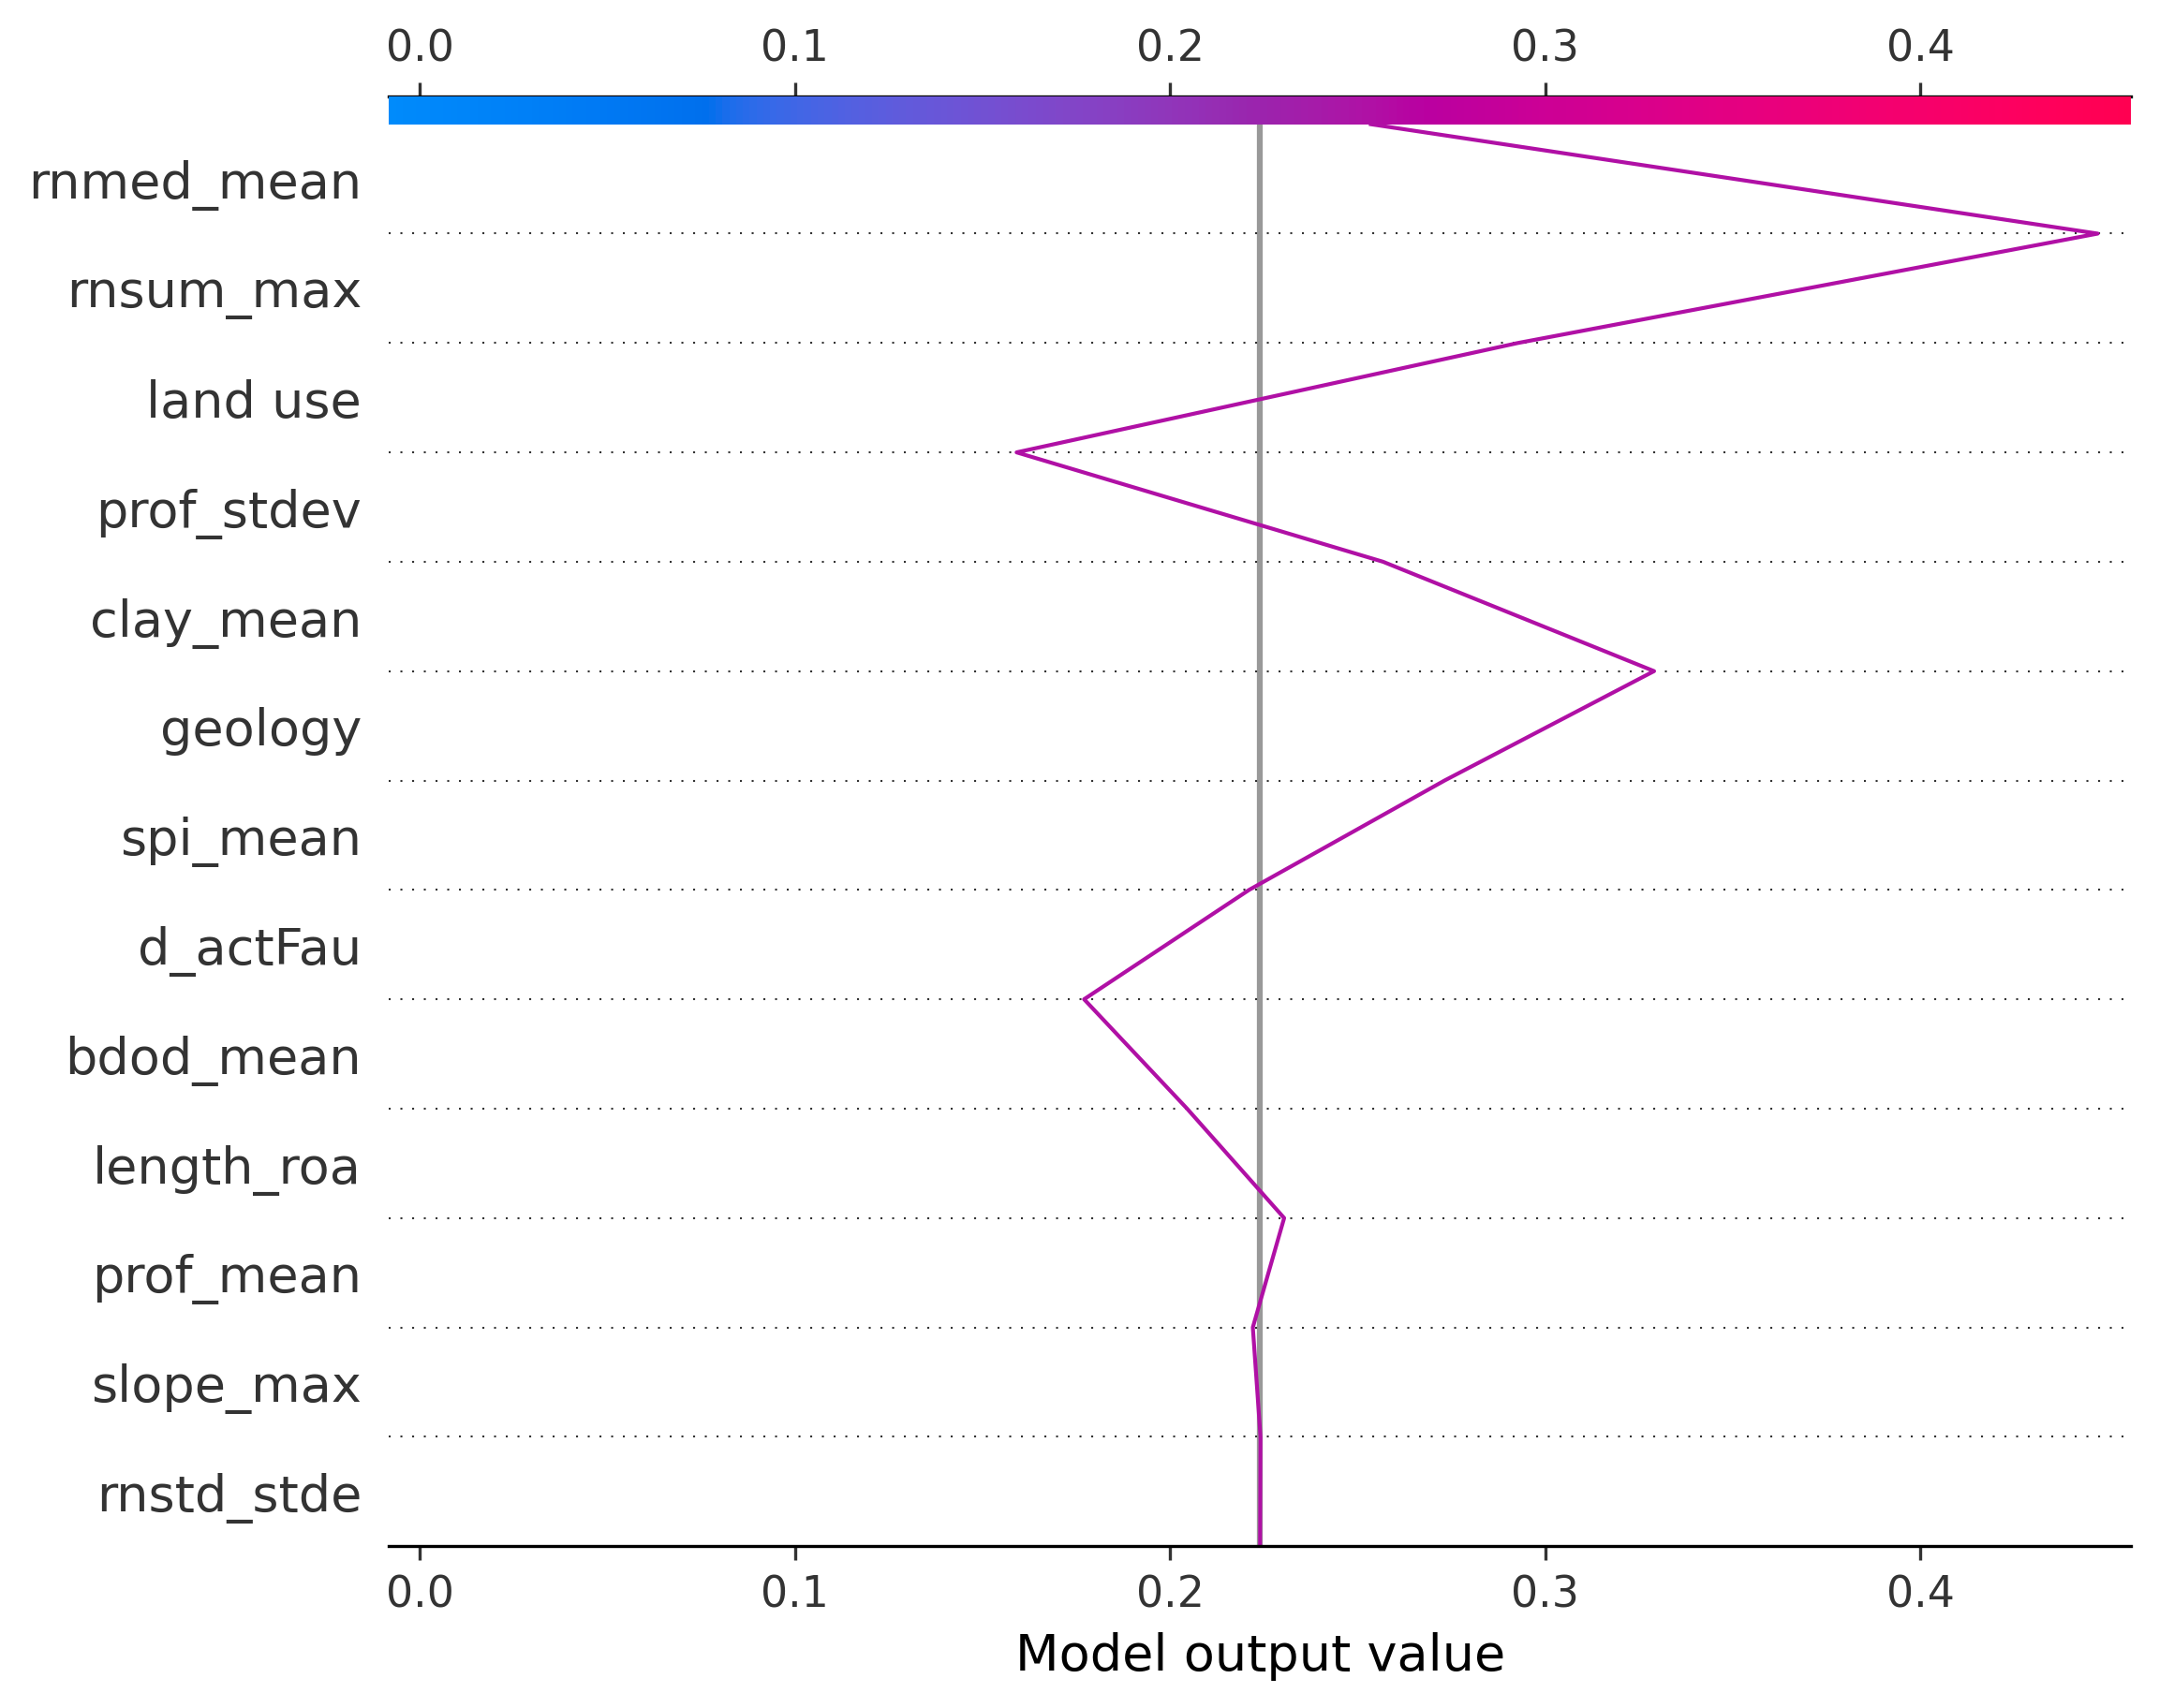 0.0 0.1 0.2 0.3 0.4
rnmed_mean
rnsum_max
land use
prof_stdev
clay_mean
geology
spi_mean
d_actFau
bdod_mean
length_roa
prof_mean
slope_max
rnstd_stde
0.0 0.1 0.2 0.3 0.4
Model output value